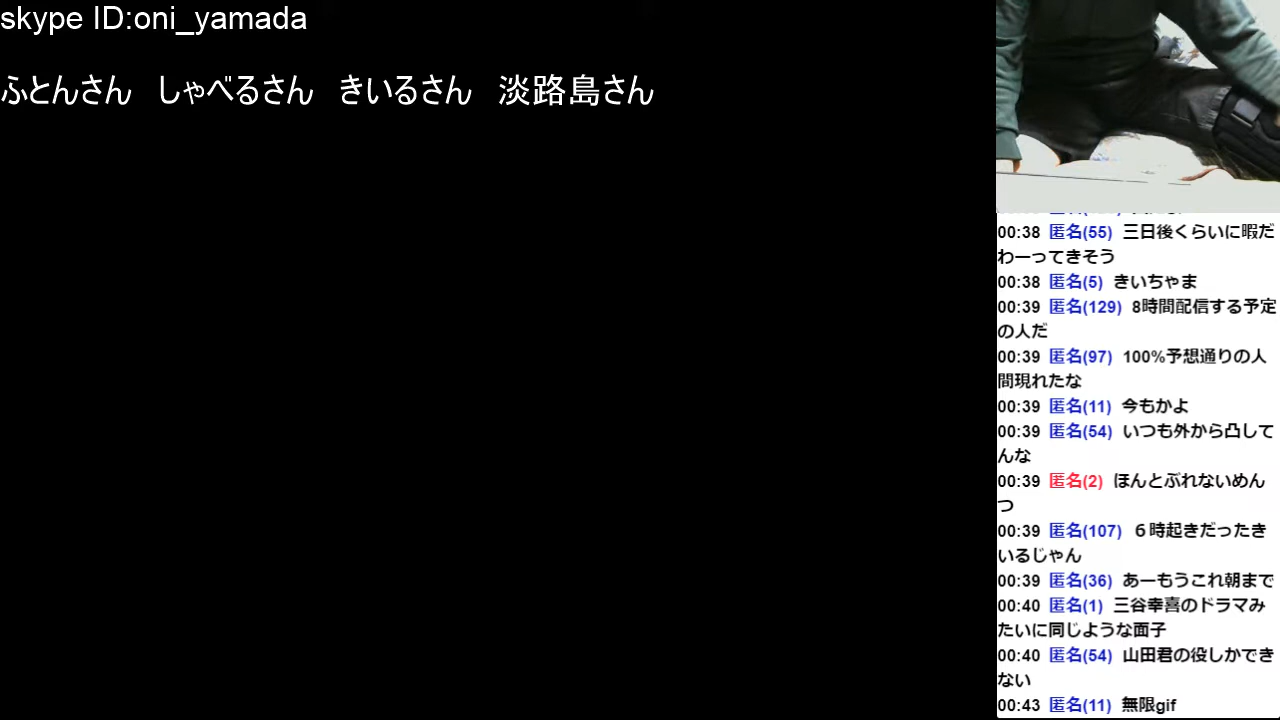 skype ID:oni_yamada
ふとんさん　しゃべるさん　きいるさん　淡路島さん
00:38 匿名(55) 三日後くらいに暇だ
わーってきそう
00:38 匿名(5) きいちゃま
00:39 匿名(129) 8時間配信する予定
の人だ
00:39 匿名(97) 100%予想通りの人
間現れたな
00:39 匿名(11) 今もかよ
00:39 匿名(54) いつも外から凸して
んな
00:39 匿名(2) ほんとぶれないめん
つ
00:39 匿名(107) ６時起きだったき
いるじゃん
00:39 匿名(36) あーもうこれ朝まで
00:40 匿名(1) 三谷幸喜のドラマみ
たいに同じような面子
00:40 匿名(54) 山田君の役しかでき
ない
00:43 匿名(11) 無限gif